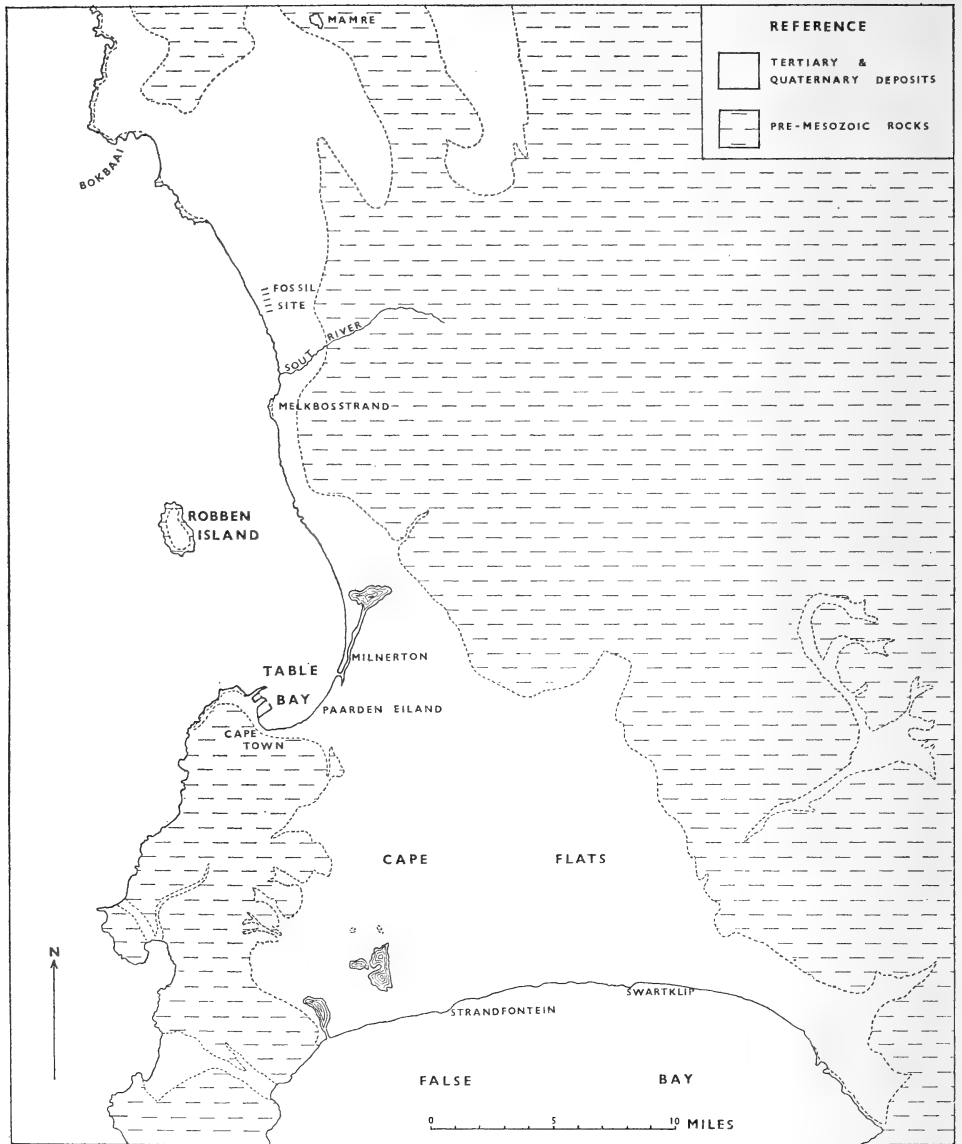 MAMRE
REFERENCE
TERTIARY &
QUATERNARY DEPOSITS
PRE-MESOZOIC ROCKS
BOKBAAI
FOSSIL
SITE
SOUT RIVER
MELKBOSSTRAND
ROBBEN
ISLAND
MILNERTON
TABLE
BAY
PAARDEN EILAND
CAPE
TOWN
CAPE FLATS
N
SWARTKLIP
STRANDFONTEIN
FALSE BAY
0 5 10 MILES